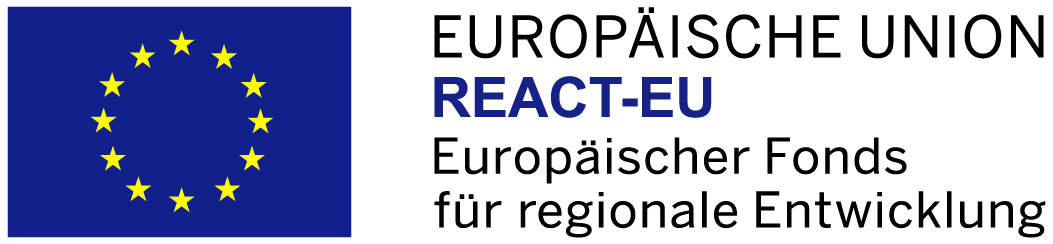 EUROPÄISCHE UNION
REACT-EU
Europäischer Fonds
für regionale Entwicklung